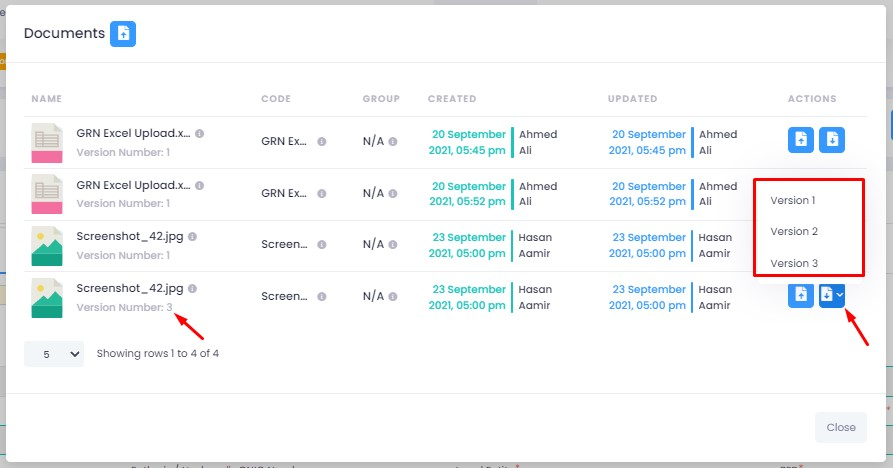 Documents
NAME CODE GROUP CREATED UPDATED ACTIONS
GRN Excel Upload.x... GRN Ex... N/A 20 September Ahmed 20 September Ahmed
Version Number: 1 2021, 05:45 pm Ali 2021, 05:45 pm Ali
GRN Excel Upload.x... GRN Ex... N/A 20 September Ahmed 20 September Ahmed
Version Number: 1 2021, 05:52 pm Ali 2021, 05:52 pm Ali
Version 1
Version 2
Version 3
Screenshot_42.jpg Screen... N/A 23 September Hasan 23 September Hasan
Version Number: 1 2021, 05:00 pm Aamir 2021, 05:00 pm Aamir
Screenshot_42.jpg Screen... N/A 23 September Hasan 23 September Hasan
Version Number: 3 2021, 05:00 pm Aamir 2021, 05:00 pm Aamir
5 Showing rows 1 to 4 of 4
Close